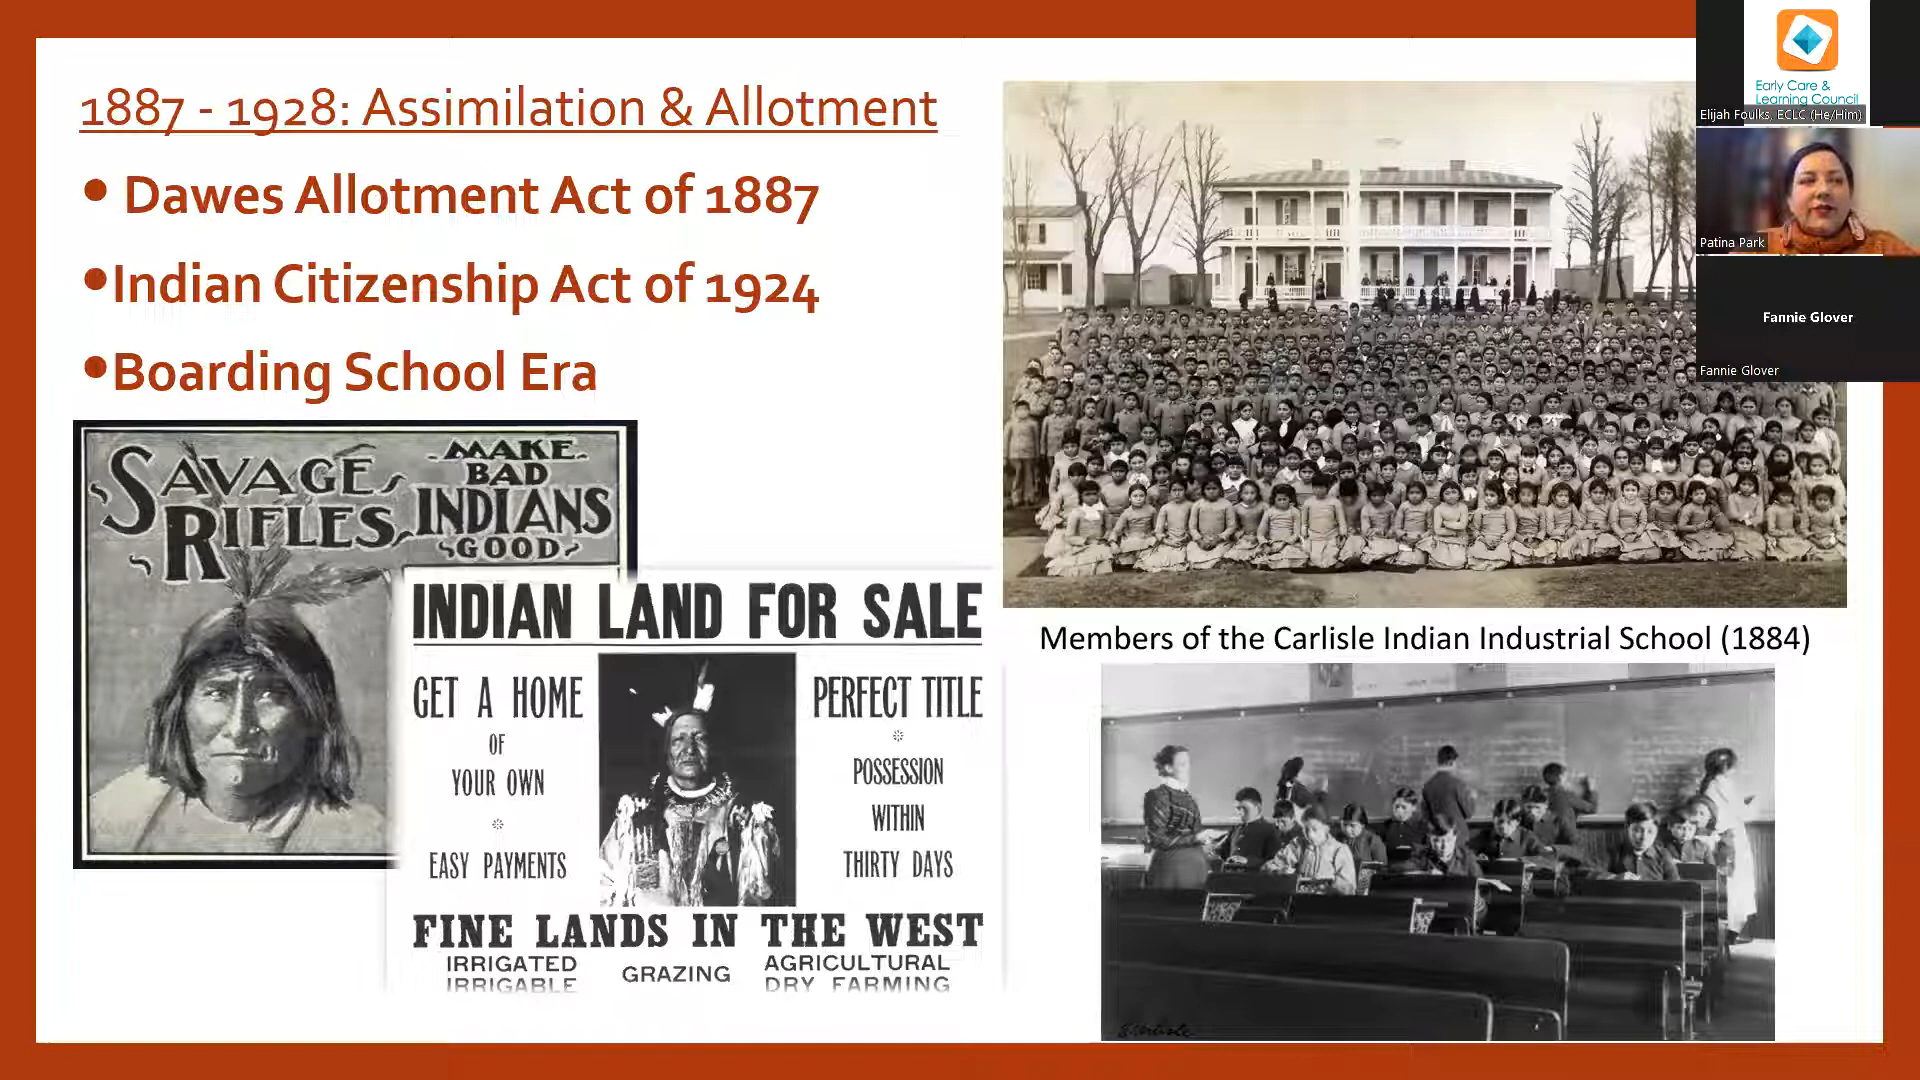 1887 - 1928: Assimilation & Allotment
• Dawes Allotment Act of 1887
•Indian Citizenship Act of 1924
•Boarding School Era
SAVAGE
RIFLES
MAKE
BAD
INDIANS
GOOD
INDIAN LAND FOR SALE
GET A HOME
OF
YOUR OWN
EASY PAYMENTS
PERFECT TITLE
POSSESSION
WITHIN
THIRTY DAYS
FINE LANDS IN THE WEST
IRRIGATED
IRRIGABLE
GRAZING
AGRICULTURAL
DRY FARMING
Members of the Carlisle Indian Industrial School (1884)
Early Care &
Learning Council
Elijah Foulks, ECLC (He/Him)
Patina Park
Fannie Glover
Fannie Glover